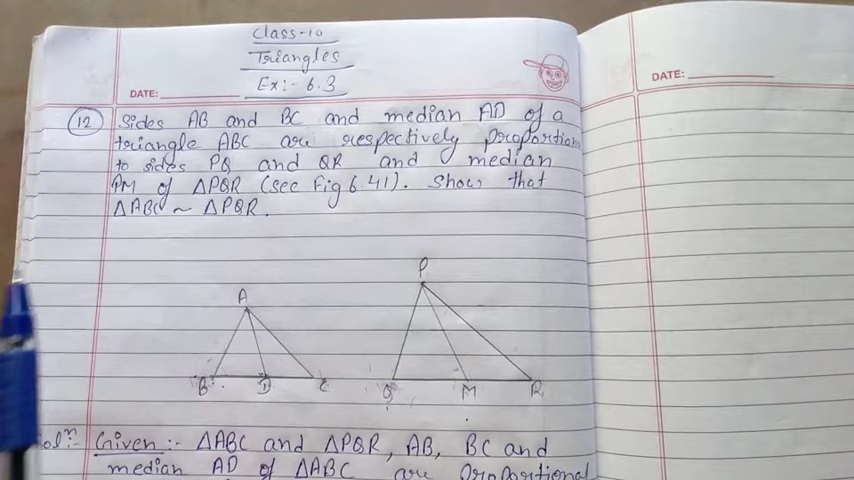 Class-10
Triangles
Ex:- 6.3
DATE:
DATE:
12 Sides AB and BC and median AD of a
triangle ABC are respectively proportion
to sides PQ and QR and median
PM of ΔPQR (see Fig 6.41). Show that
ΔABC ~ ΔPQR.
P
A
B D C Q M R
Solⁿ:- Given :- ΔABC and ΔPQR, AB, BC and
median AD of ΔABC are proportional